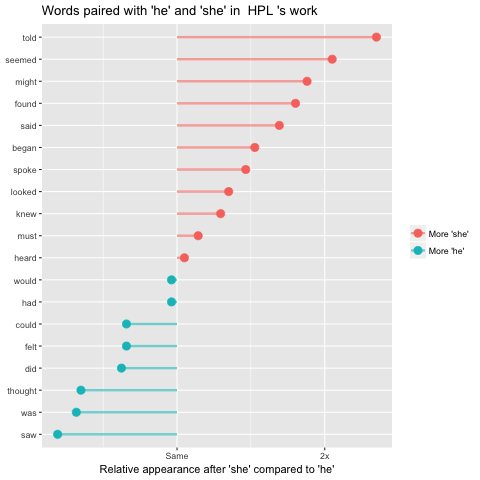 Words paired with 'he' and 'she' in  HPL 's work
told
seemed
might
found
said
began
spoke
looked
knew
must
heard
would
had
could
felt
did
thought
was
saw
More 'she'
More 'he'
Same 2x
Relative appearance after 'she' compared to 'he'